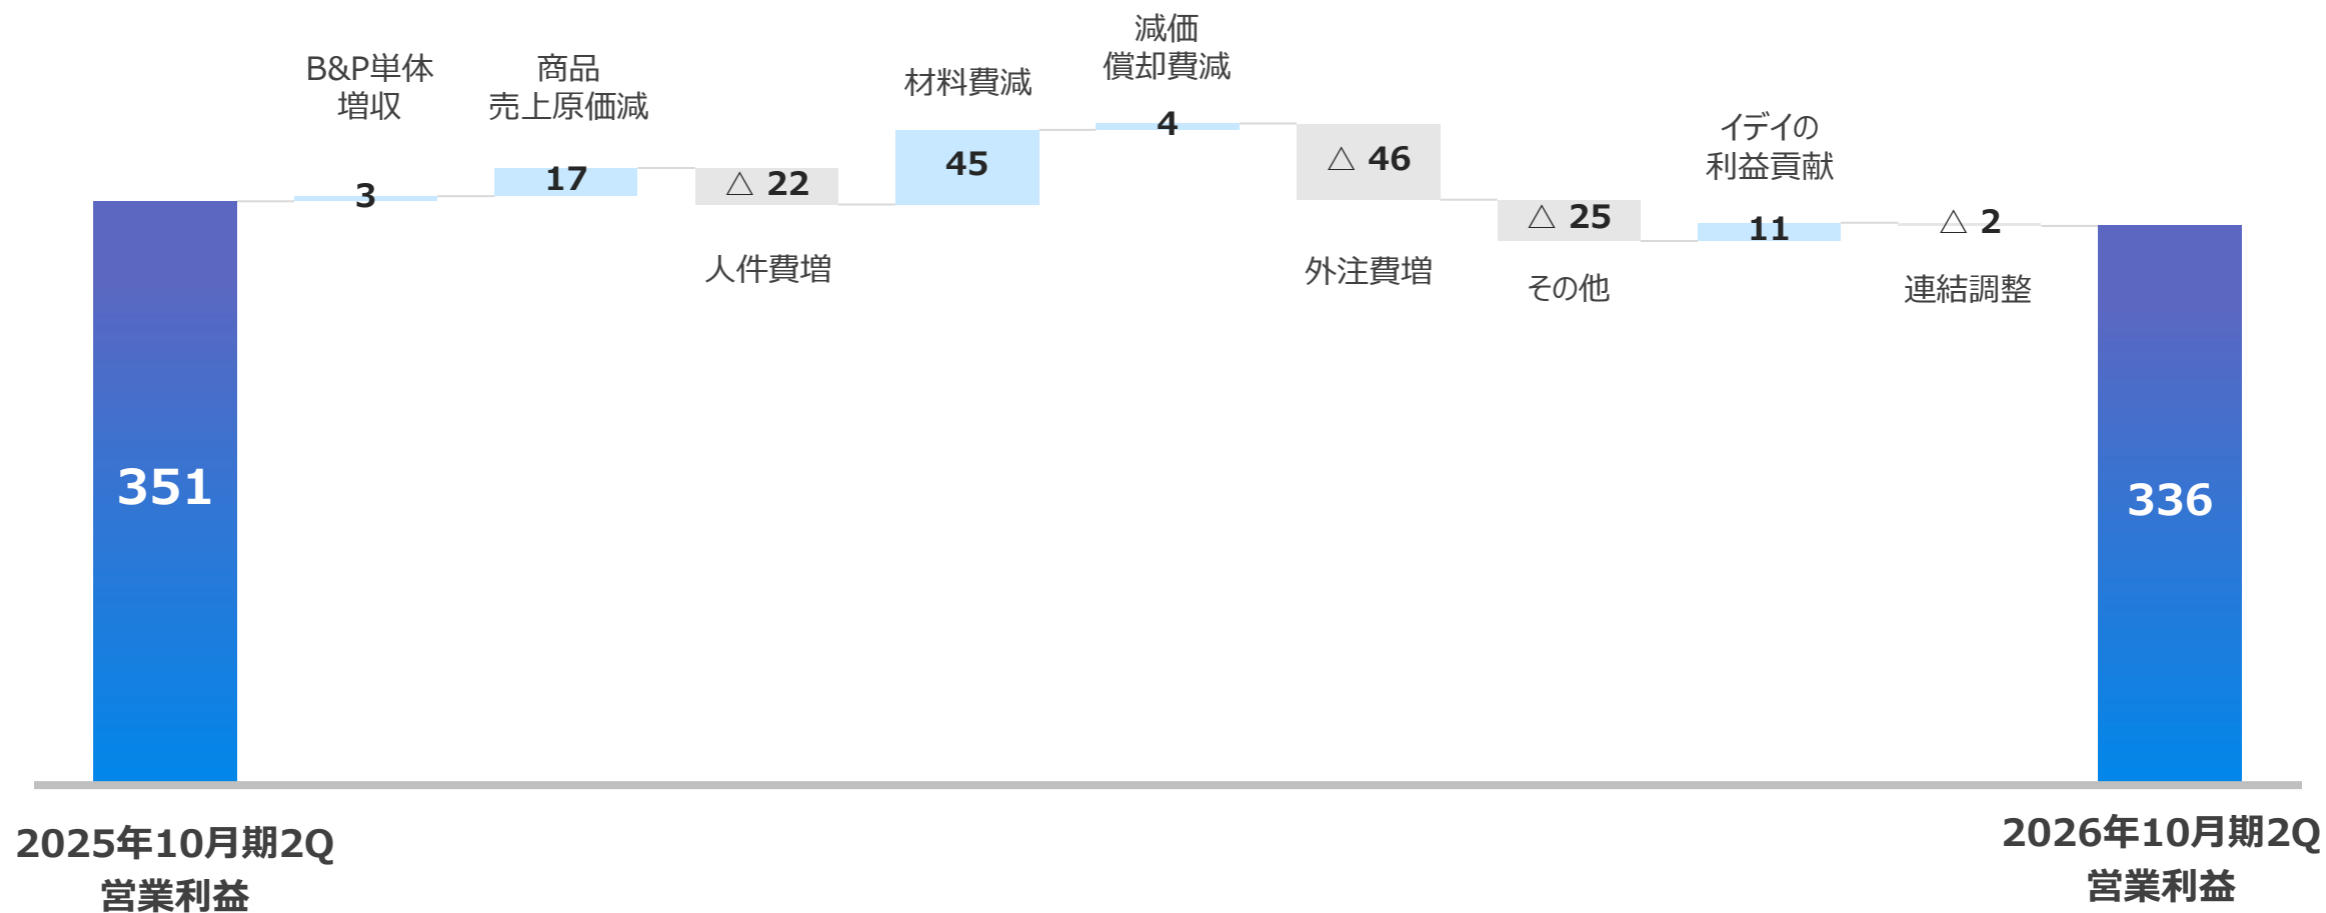 B&P単体
増収
3
商品
売上原価減
17
△ 22
人件費増
材料費減
45
減価
償却費減
4
△ 46
外注費増
△ 25
その他
イデイの
利益貢献
11
△ 2
連結調整
351
336
2025年10月期2Q
営業利益
2026年10月期2Q
営業利益